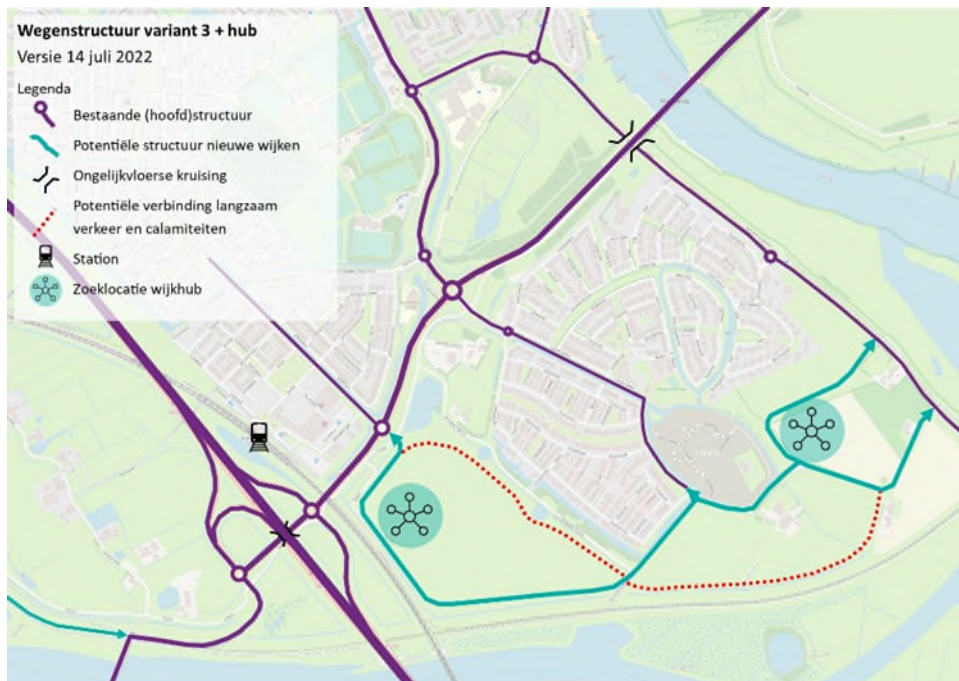 Wegenstructuur variant 3 + hub
Versie 14 juli 2022
Legenda
Bestaande (hoofd)structuur
Potentiële structuur nieuwe wijken
Ongelijkvloerse kruising
Potentiële verbinding langzaam
verkeer en calamiteiten
Station
Zoeklocatie wijkhub